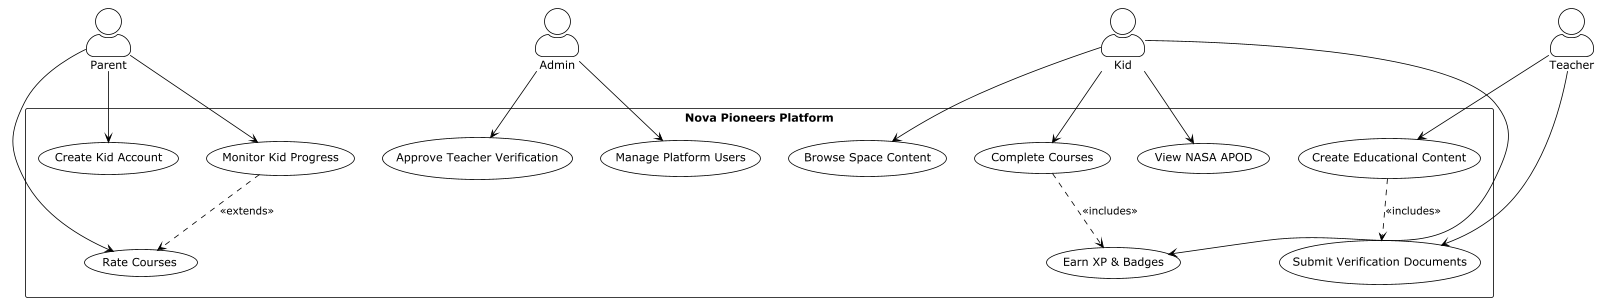 Parent
Admin
Kid
Teacher
Nova Pioneers Platform
Create Kid Account
Monitor Kid Progress
Approve Teacher Verification
Manage Platform Users
Browse Space Content
Complete Courses
View NASA APOD
Create Educational Content
«extends»
«includes»
«includes»
Rate Courses
Earn XP & Badges
Submit Verification Documents